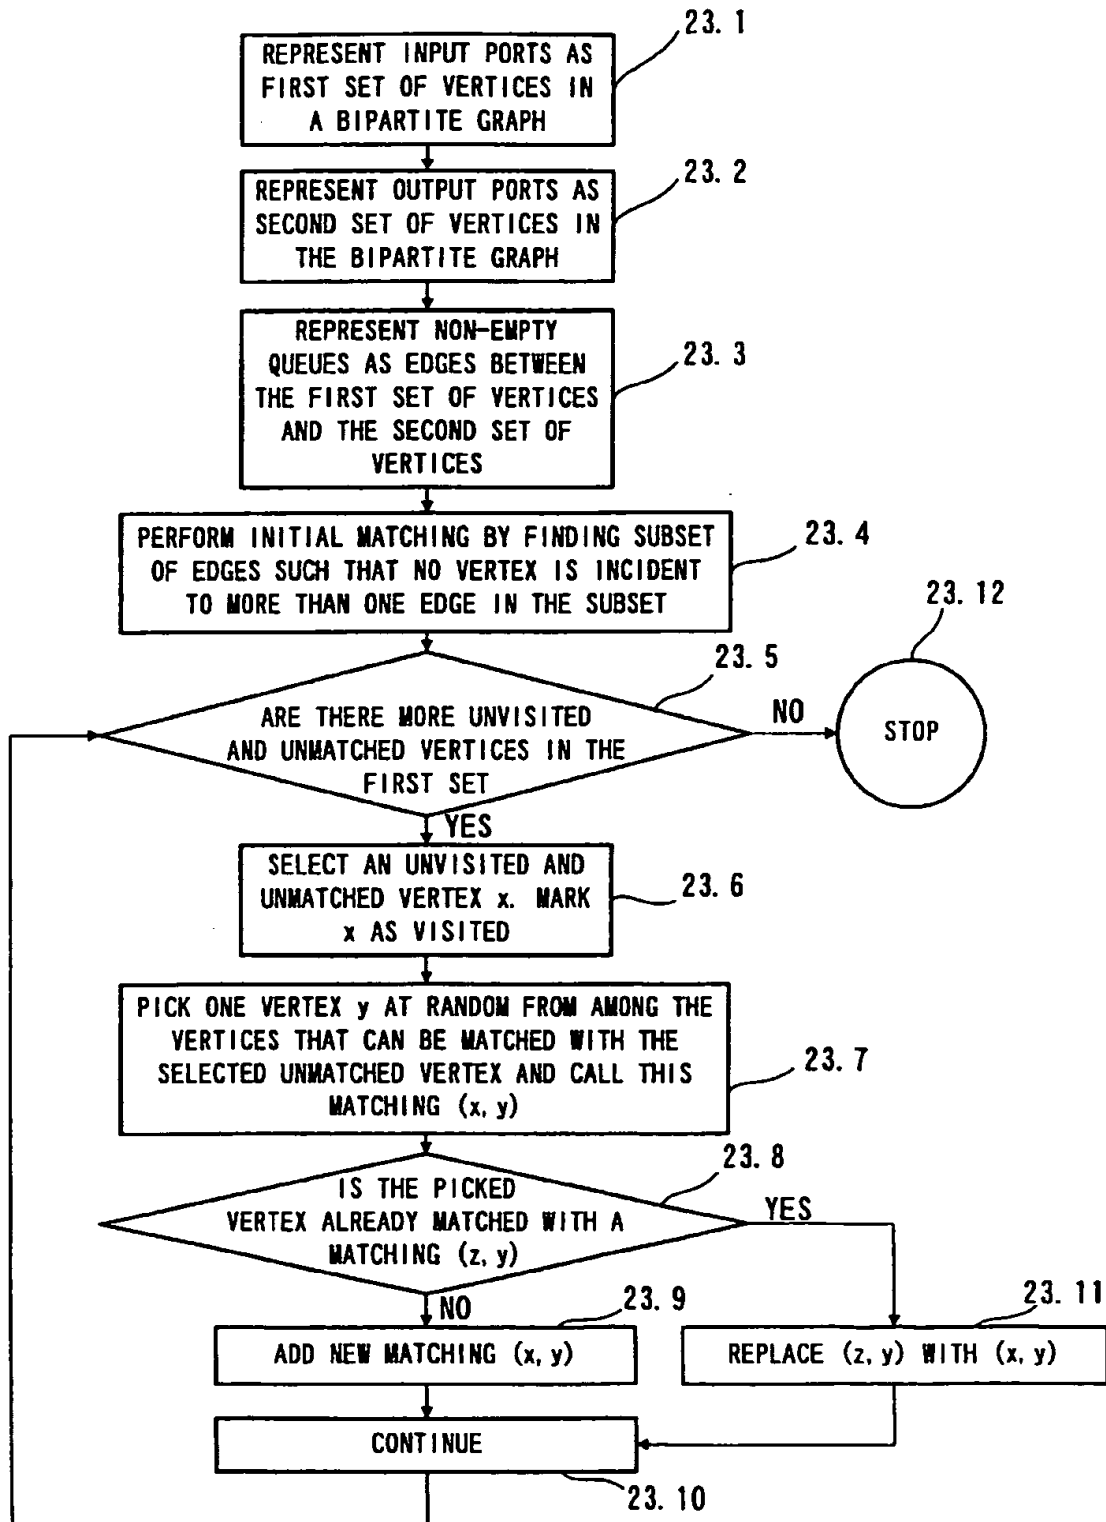 23. 1
REPRESENT INPUT PORTS AS
FIRST SET OF VERTICES IN
A BIPARTITE GRAPH
23. 2
REPRESENT OUTPUT PORTS AS
SECOND SET OF VERTICES IN
THE BIPARTITE GRAPH
REPRESENT NON-EMPTY
QUEUES AS EDGES BETWEEN
THE FIRST SET OF VERTICES
AND THE SECOND SET OF
VERTICES
23. 3
PERFORM INITIAL MATCHING BY FINDING SUBSET
OF EDGES SUCH THAT NO VERTEX IS INCIDENT
TO MORE THAN ONE EDGE IN THE SUBSET
23. 4
23. 12
23. 5
ARE THERE MORE UNVISITED
AND UNMATCHED VERTICES IN THE
FIRST SET
NO
STOP
YES
SELECT AN UNVISITED AND
UNMATCHED VERTEX x. MARK
x AS VISITED
23. 6
PICK ONE VERTEX y AT RANDOM FROM AMONG THE
VERTICES THAT CAN BE MATCHED WITH THE
SELECTED UNMATCHED VERTEX AND CALL THIS
MATCHING (x, y)
23. 7
23. 8
IS THE PICKED
VERTEX ALREADY MATCHED WITH A
MATCHING (z, y)
YES
NO
23. 9
23. 11
ADD NEW MATCHING (x, y)
REPLACE (z, y) WITH (x, y)
CONTINUE
23. 10